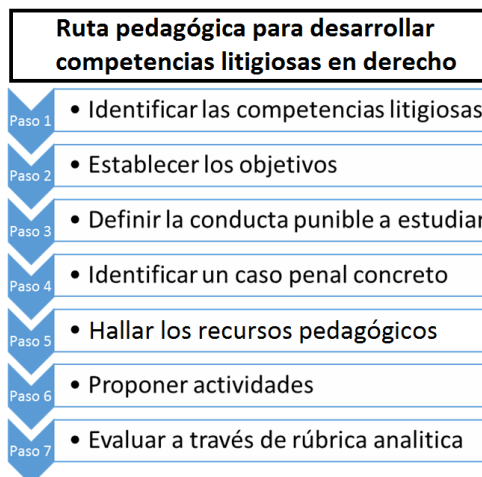 Ruta pedagógica para desarrollar
competencias litigiosas en derecho
Paso 1 • Identificar las competencias litigiosas
Paso 2 • Establecer los objetivos
Paso 3 • Definir la conducta punible a estudiar
Paso 4 • Identificar un caso penal concreto
Paso 5 • Hallar los recursos pedagógicos
Paso 6 • Proponer actividades
Paso 7 • Evaluar a través de rúbrica analitica